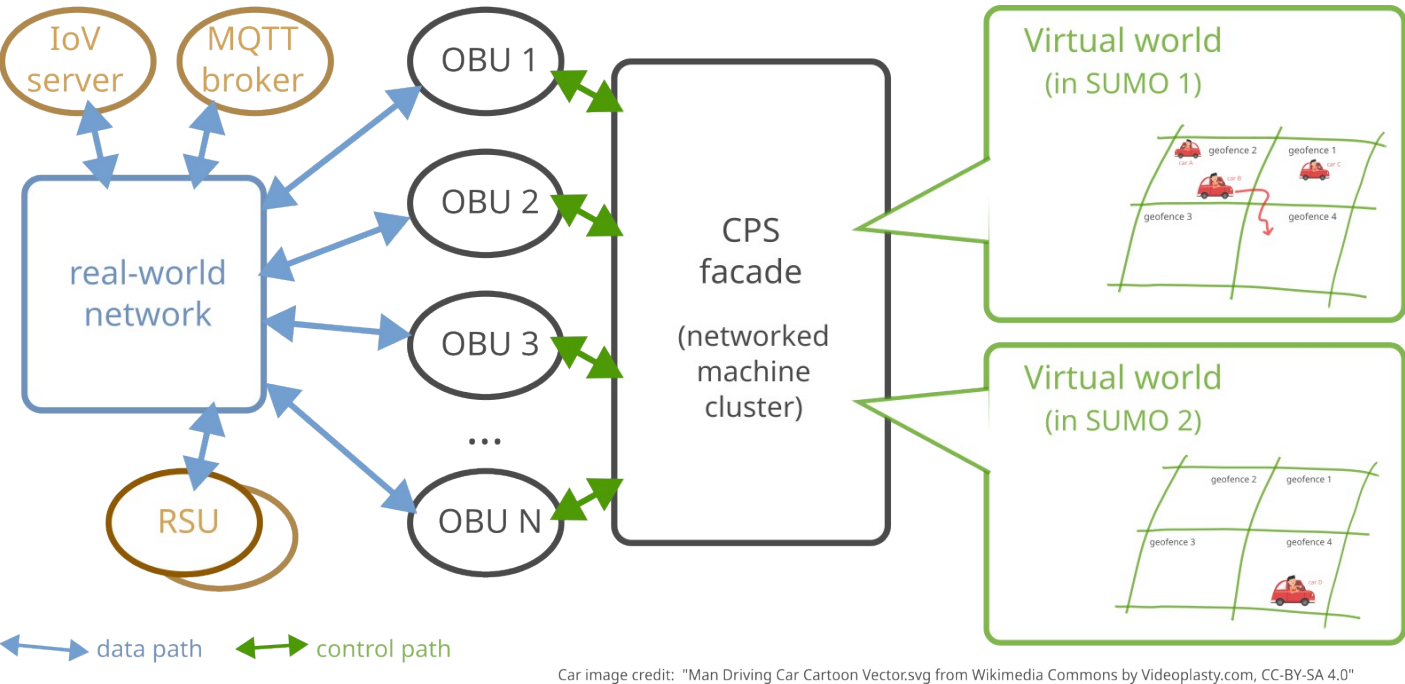 IoV
server
MQTT
broker
OBU 1
OBU 2
OBU 3
...
OBU N
real-world
network
RSU
CPS
facade
(networked
machine
cluster)
Virtual world
(in SUMO 1)
geofence 2
geofence 1
car A
car B
car C
geofence 3
geofence 4
Virtual world
(in SUMO 2)
geofence 2
geofence 1
geofence 3
geofence 4
car D
data path
control path
Car image credit: "Man Driving Car Cartoon Vector.svg from Wikimedia Commons by Videoplasty.com, CC-BY-SA 4.0"